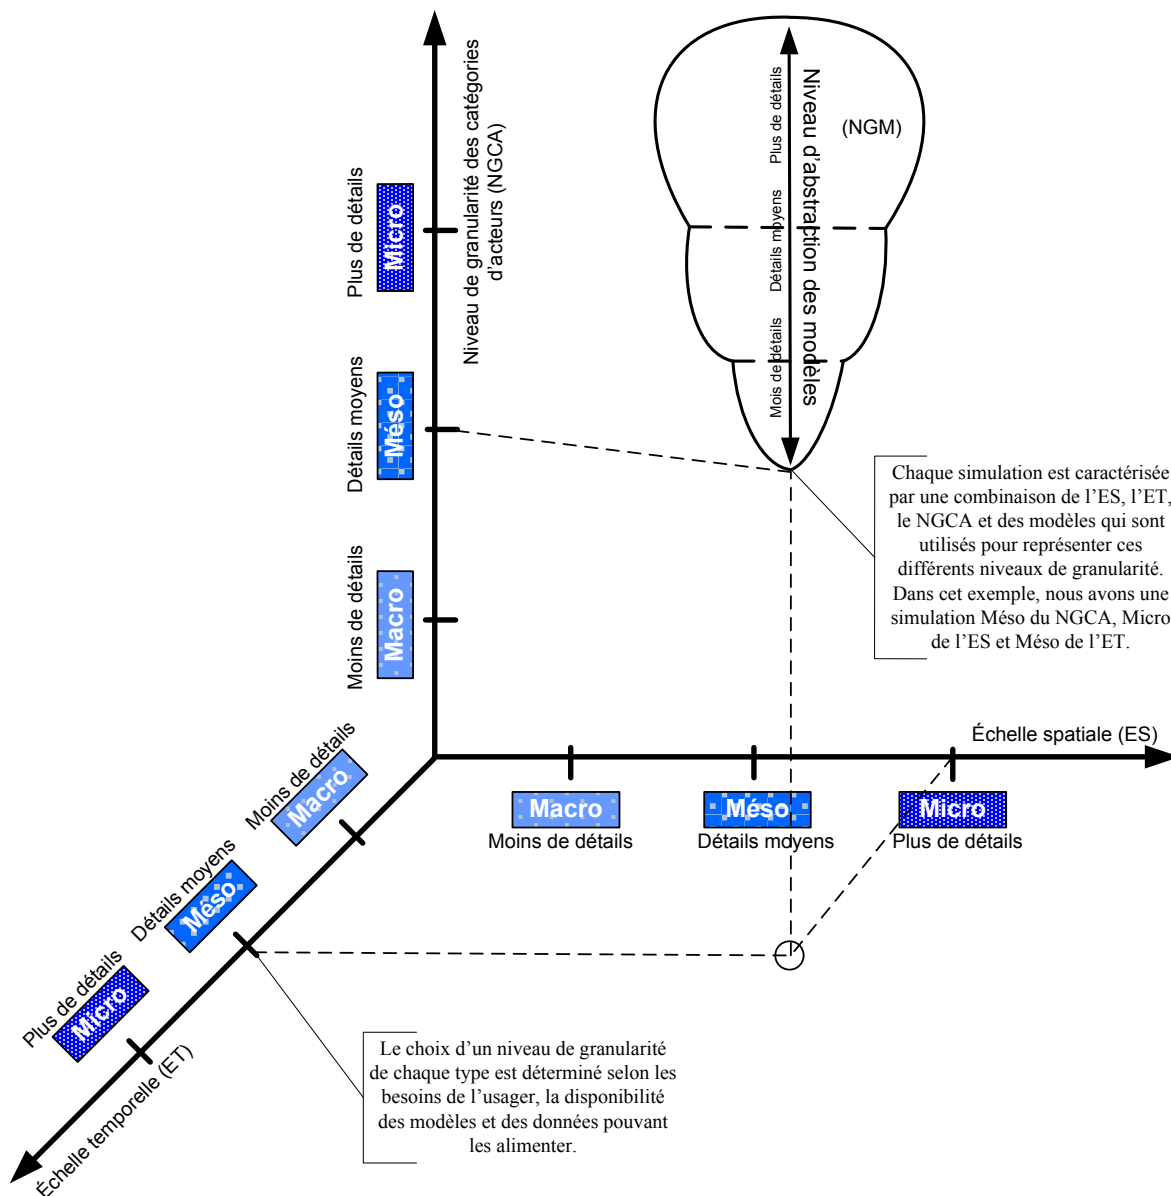 Plus de détails
Micro
Niveau de granularité des catégories
d’acteurs (NGCA)
Détails moyens
Méso
Moins de détails
Macro
Plus de détails
Détails moyens
Mois de détails
Niveau d’abstraction des modèles
(NGM)
Chaque simulation est caractérisée
par une combinaison de l’ES, l’ET,
le NGCA et des modèles qui sont
utilisés pour représenter ces
différents niveaux de granularité.
Dans cet exemple, nous avons une
simulation Méso du NGCA, Micro
de l’ES et Méso de l’ET.
Échelle spatiale (ES)
Macro
Moins de détails
Méso
Détails moyens
Micro
Plus de détails
Moins de détails
Macro
Détails moyens
Méso
Plus de détails
Micro
Échelle temporelle (ET)
Le choix d’un niveau de granularité
de chaque type est déterminé selon les
besoins de l’usager, la disponibilité
des modèles et des données pouvant
les alimenter.